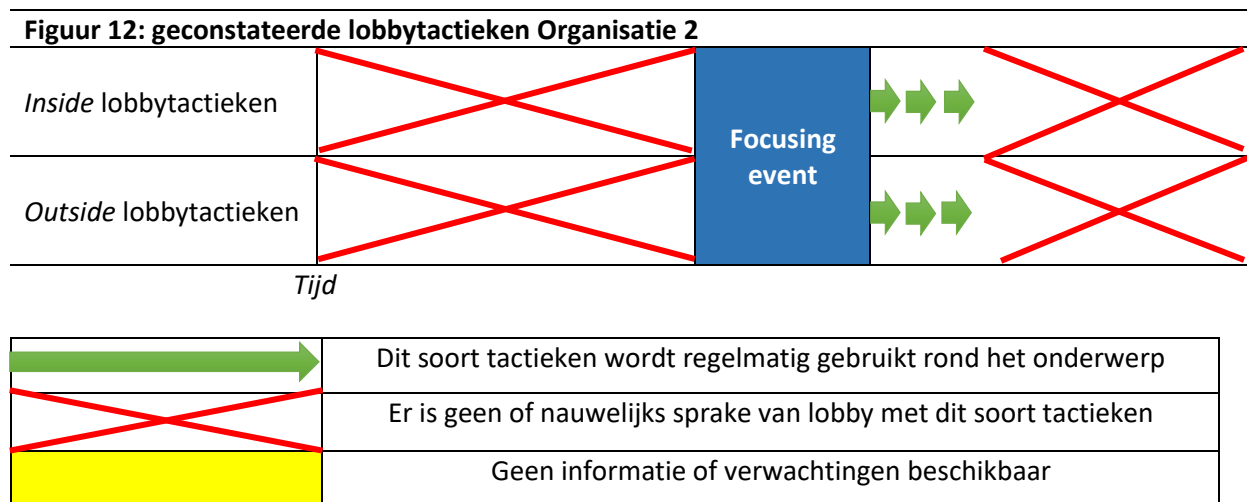 Figuur 12: geconstateerde lobbytactieken Organisatie 2
Inside lobbytactieken
Focusing
event
Outside lobbytactieken
Tijd
Dit soort tactieken wordt regelmatig gebruikt rond het onderwerp
Er is geen of nauwelijks sprake van lobby met dit soort tactieken
Geen informatie of verwachtingen beschikbaar